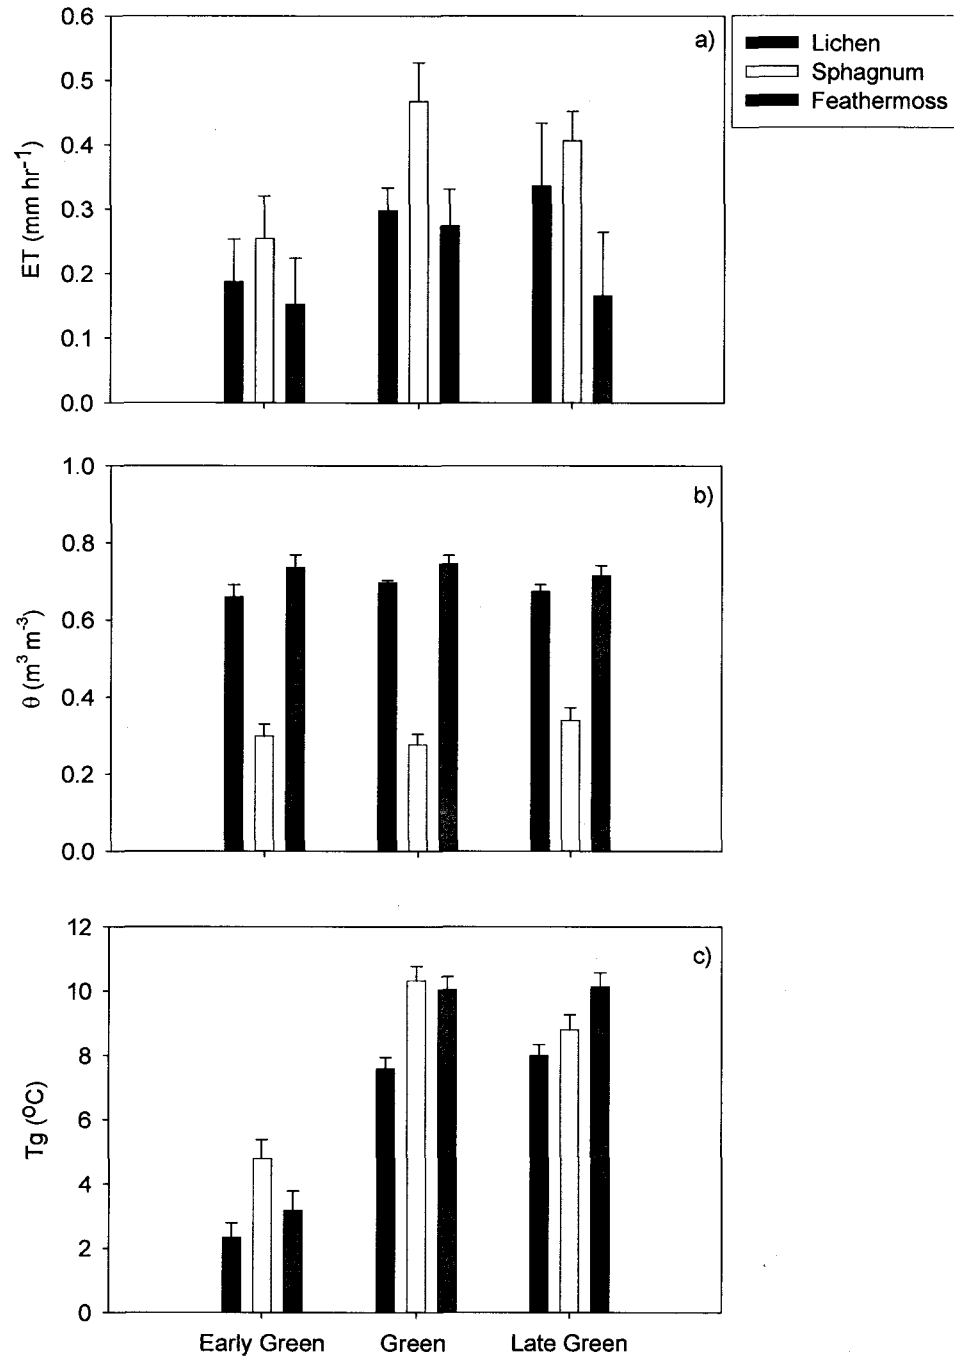 a)
Lichen
Sphagnum
Feathermoss
0.6
0.5
0.4
0.3
0.2
0.1
0.0
ET (mm hr-1)
b)
1.0
0.8
0.6
0.4
0.2
0.0
θ (m3 m-3)
c)
12
10
8
6
4
2
0
Tg (oC)
Early Green Green Late Green